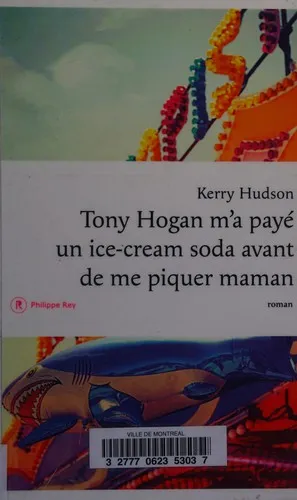 Kerry Hudson
Tony Hogan m'a payé
un ice-cream soda avant
de me piquer maman
PR Philippe Rey
roman
VILLE DE MONTREAL
3 2777 0623 5303 7